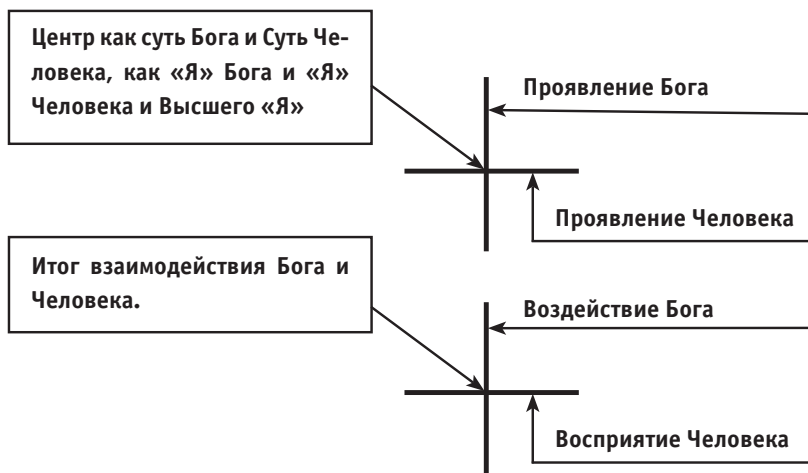 Центр как суть Бога и Суть Че-
ловека, как «Я» Бога и «Я»
Человека и Высшего «Я»
Проявление Бога
Проявление Человека
Итог взаимодействия Бога и
Человека.
Воздействие Бога
Восприятие Человека